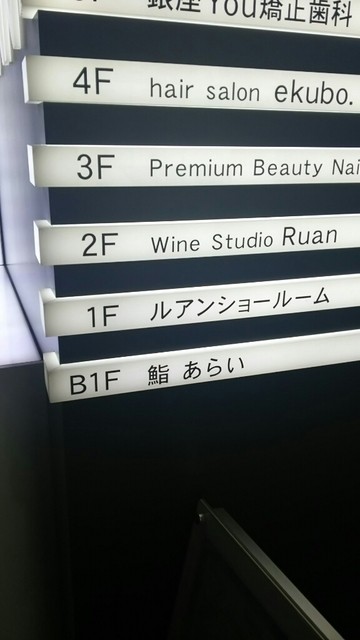 銀座You矯正歯科
4F hair salon ekubo.
3F Premium Beauty Nai
2F Wine Studio Ruan
1F ルアンショールーム
B1F 鮨 あらい